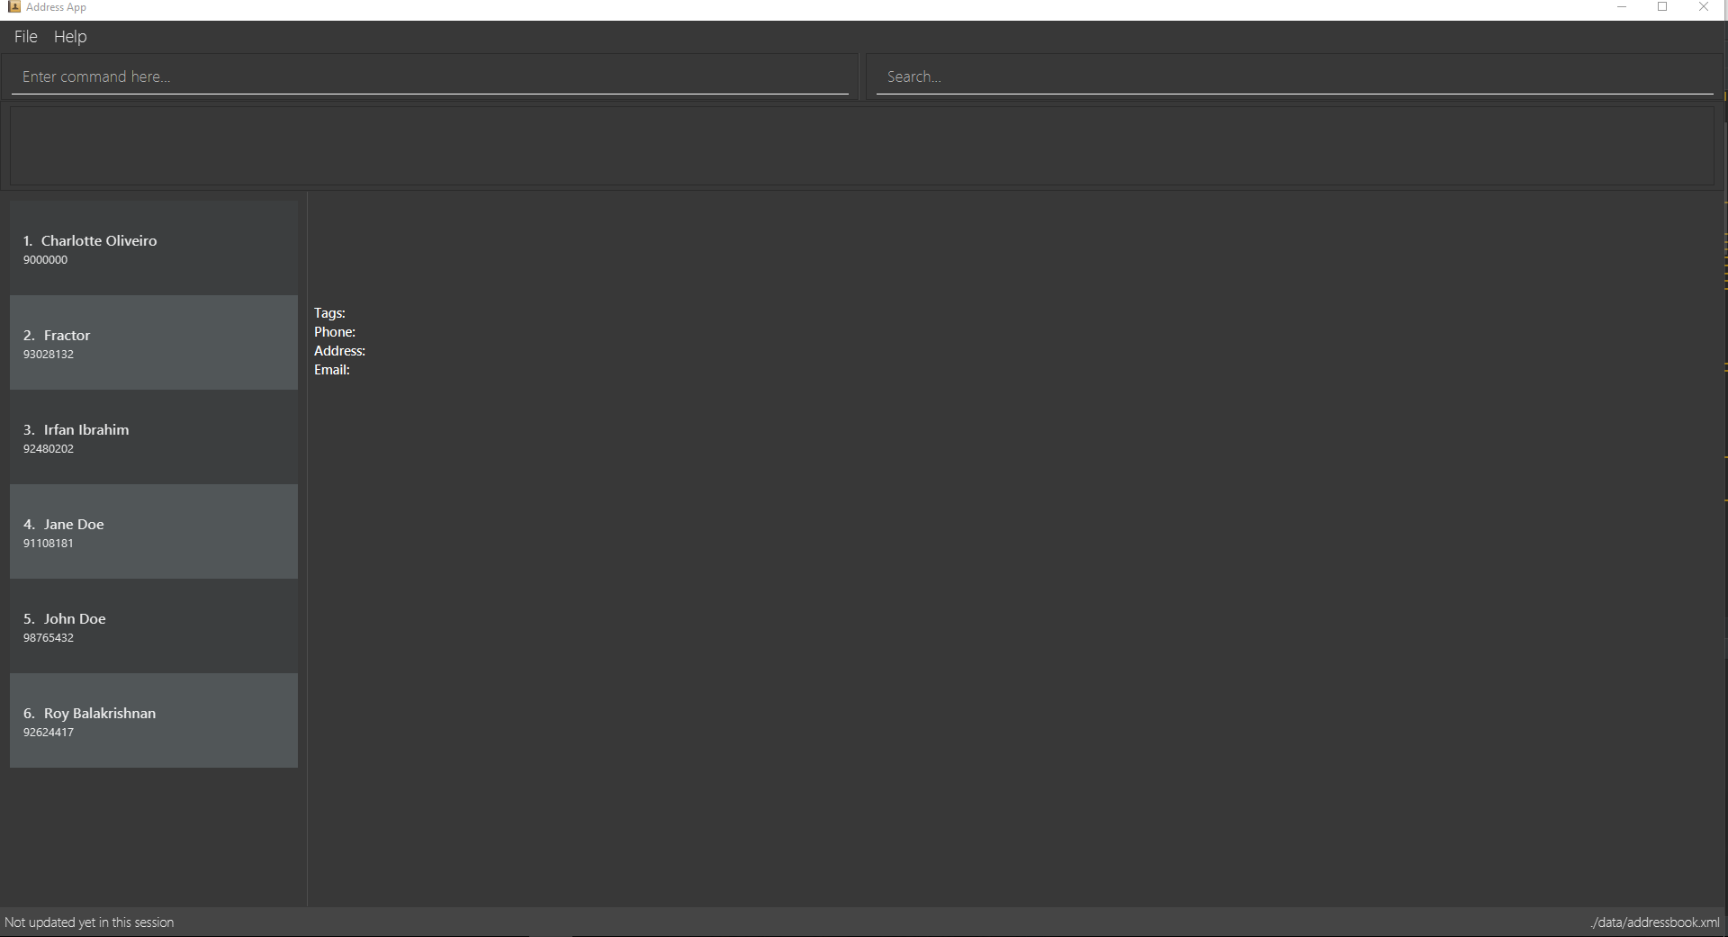 Address App
File Help
Enter command here...
Search...
1. Charlotte Oliveiro
9000000
2. Fractor
93028132
3. Irfan Ibrahim
92480202
4. Jane Doe
91108181
5. John Doe
98765432
6. Roy Balakrishnan
92624417
Tags:
Phone:
Address:
Email:
Not updated yet in this session
./data/addressbook.xml